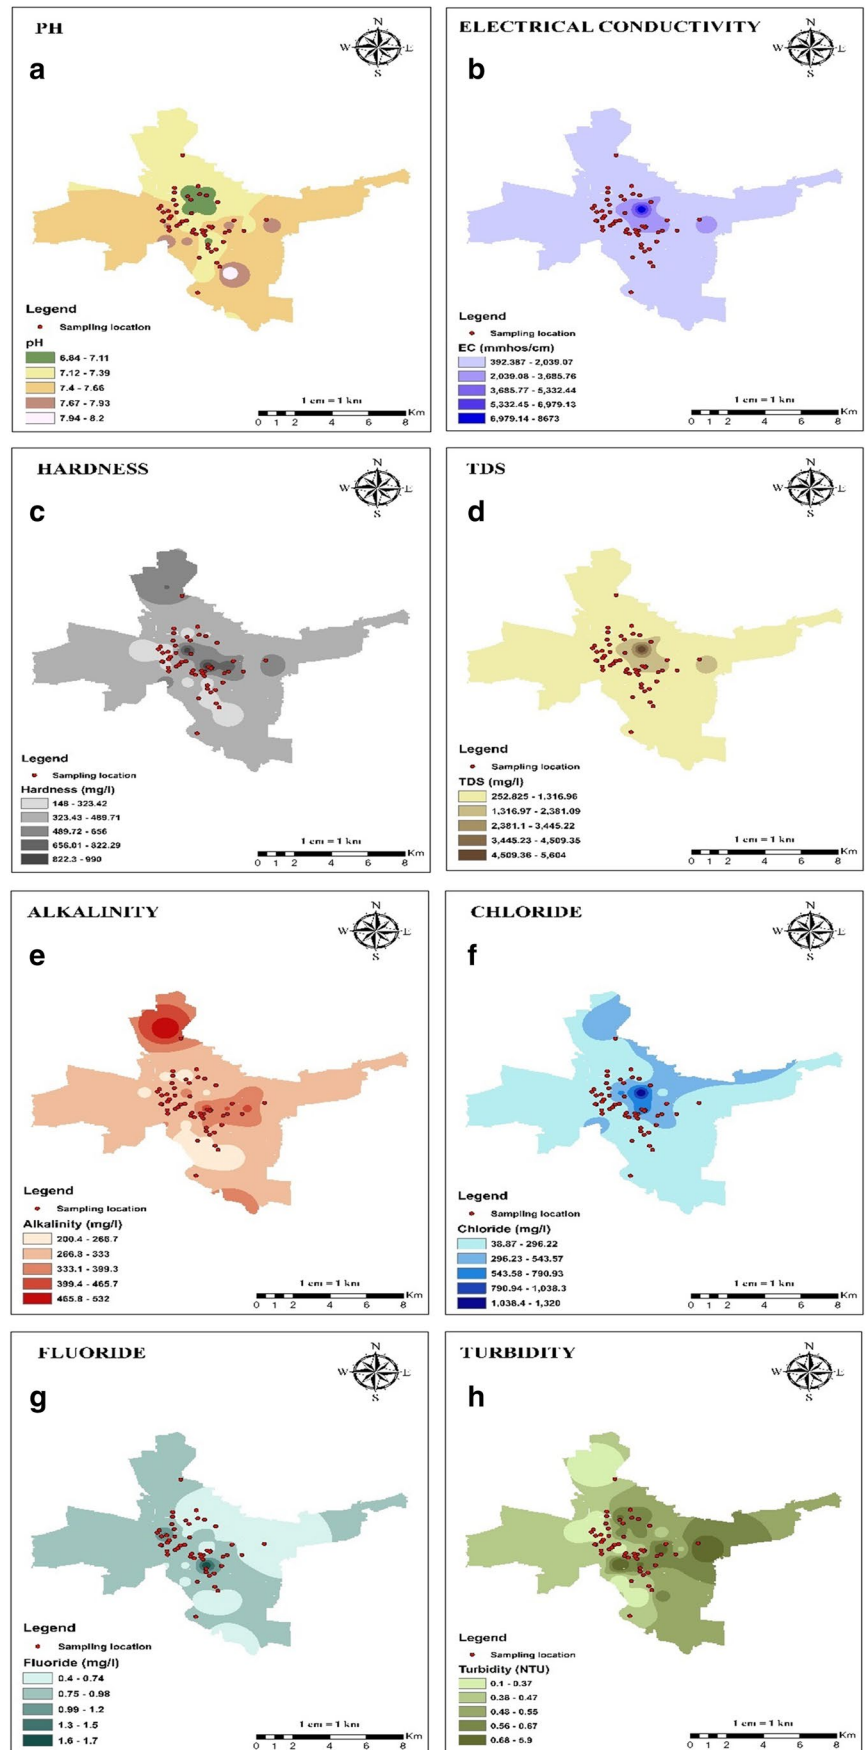 PH
N
W E
S
a
Legend
Sampling location
pH
6.84 - 7.11
7.12 - 7.39
7.4 - 7.66
7.67 - 7.93
7.94 - 8.2
1 cm = 1 km
Km
0 1 2 4 6 8
ELECTRICAL CONDUCTIVITY
N
W E
S
b
Legend
Sampling location
EC (mmhos/cm)
392.387 - 2,039.07
2,039.08 - 3,685.76
3,685.77 - 5,332.44
5,332.45 - 6,979.13
6,979.14 - 8673
1 cm = 1 km
Km
0 1 2 4 6 8
HARDNESS
N
W E
S
c
Legend
Sampling location
Hardness (mg/l)
148 - 323.42
323.43 - 489.71
489.72 - 656
656.01 - 822.29
822.3 - 990
1 cm = 1 km
Km
0 1 2 4 6 8
TDS
N
W E
S
d
Legend
Sampling location
TDS (mg/l)
252.825 - 1,316.96
1,316.97 - 2,381.09
2,381.1 - 3,445.22
3,445.23 - 4,509.35
4,509.36 - 5,604
1 cm = 1 km
Km
0 1 2 4 6 8
ALKALINITY
N
W E
S
e
Legend
Sampling location
Alkalinity (mg/l)
200.4 - 266.7
266.8 - 333
333.1 - 399.3
399.4 - 465.7
465.8 - 532
1 cm = 1 km
Km
0 1 2 4 6 8
CHLORIDE
N
W E
S
f
Legend
Sampling location
Chloride (mg/l)
38.87 - 296.22
296.23 - 543.57
543.58 - 790.93
790.94 - 1,038.3
1,038.4 - 1,320
1 cm = 1 km
Km
0 1 2 4 6 8
FLUORIDE
N
W E
S
g
Legend
Sampling location
Fluoride (mg/l)
0.4 - 0.74
0.75 - 0.98
0.99 - 1.2
1.3 - 1.5
1.6 - 1.7
1 cm = 1 km
Km
0 1 2 4 6 8
TURBIDITY
N
W E
S
h
Legend
Sampling location
Turbidity (NTU)
0.1 - 0.37
0.38 - 0.47
0.48 - 0.55
0.56 - 0.67
0.68 - 5.9
1 cm = 1 km
Km
0 1 2 4 6 8